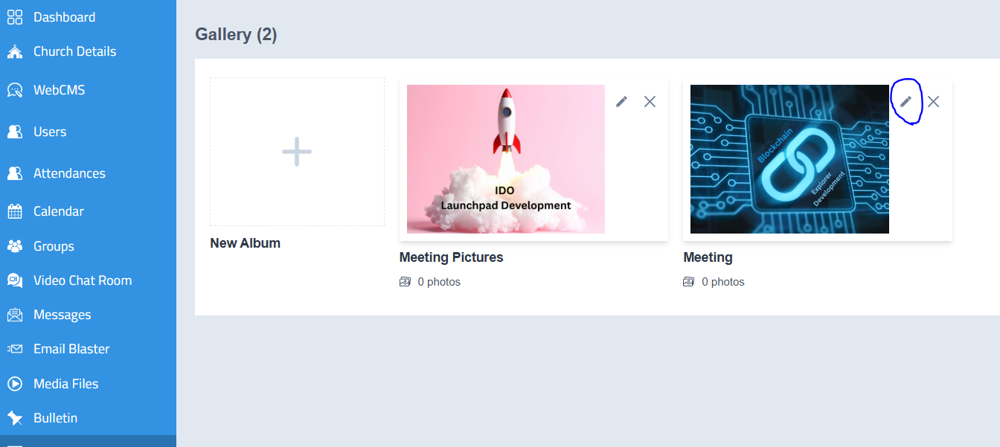 Dashboard
Church Details
WebCMS
Users
Attendances
Calendar
Groups
Video Chat Room
Messages
Email Blaster
Media Files
Bulletin
Gallery (2)
New Album
IDO
Launchpad Development
Meeting Pictures
0 photos
Blockchain
Explorer
Development
Meeting
0 photos